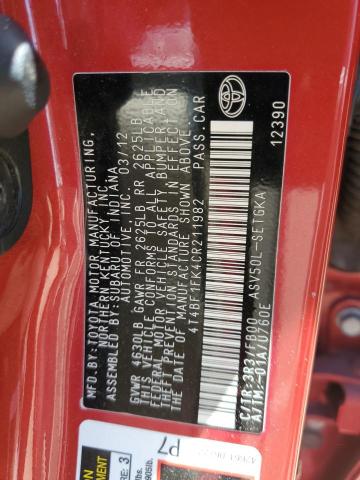 MFD.BY:TOYOTA MOTOR MANUFACTURING,
NORTHERN KENTUCKY, INC.
ASSEMBLED BY: SUBARU OF INDIANA
AUTOMOTIVE, INC. 03/12
GVWR 4630LB GAWR FR 2625LB RR 2625LB
THIS VEHICLE CONFORMS TO ALL APPLICABLE
FEDERAL MOTOR VEHICLE SAFETY, BUMPER, AND
THEFT PREVENTION STANDARDS IN EFFECT ON
THE DATE OF MANUFACTURE SHOWN ABOVE.
4T4BF1FK4CR211982 PASS.CAR
C/TR:3R3/FB00 ASV50L-SETGKA
A/TM:-01A/U760E
TOYOTA
12390
P7
3
905lb.